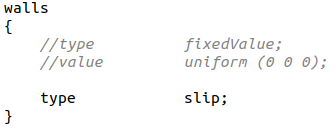 walls
{
    //type          fixedValue;
    //value         uniform (0 0 0);

    type            slip;
}